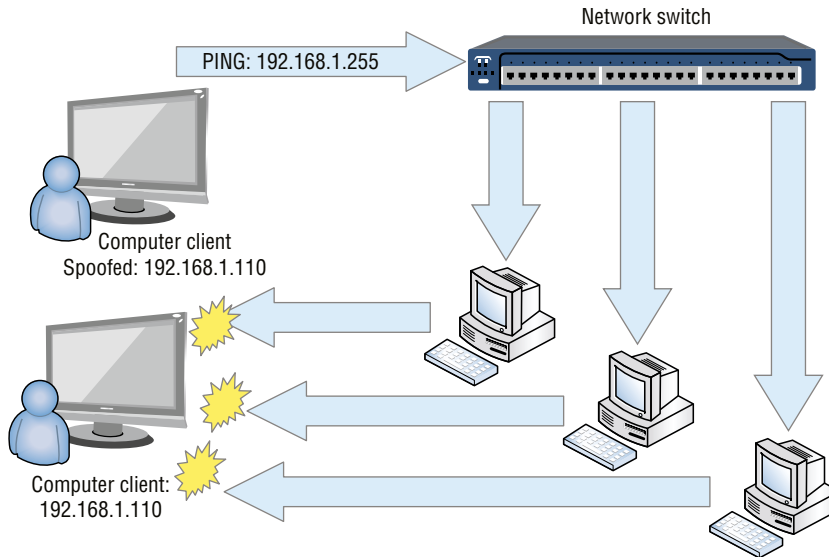 Network switch
PING: 192.168.1.255
Computer client
Spoofed: 192.168.1.110
Computer client:
192.168.1.110